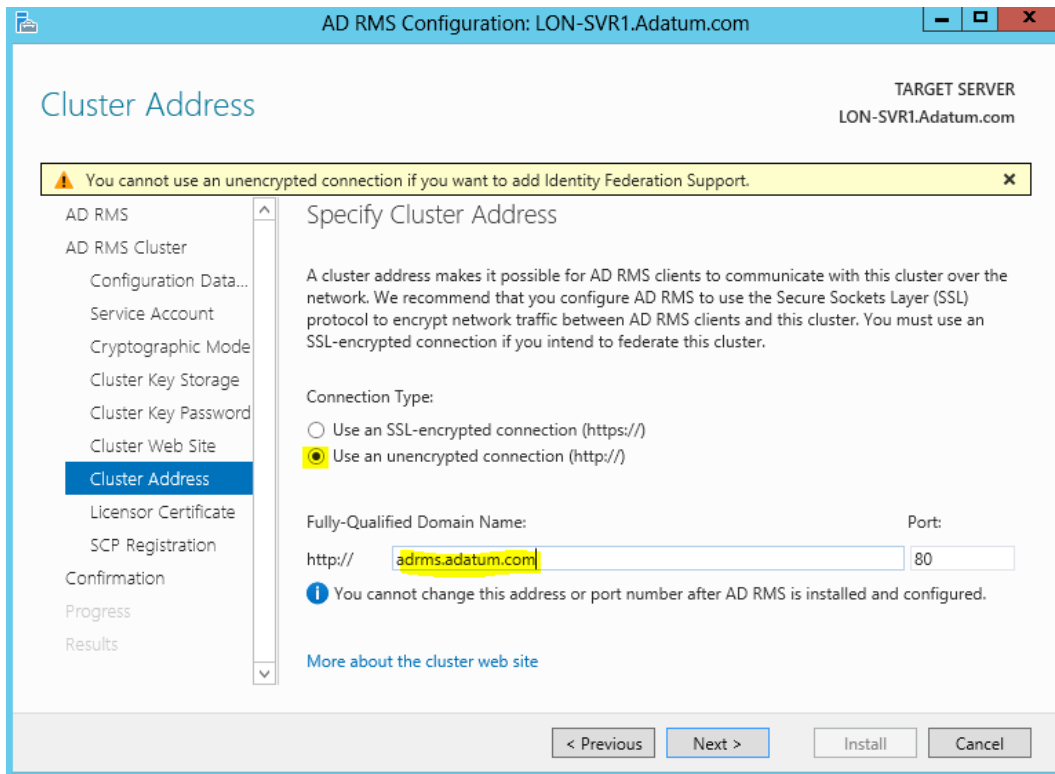 AD RMS Configuration: LON-SVR1.Adatum.com
Cluster Address
TARGET SERVER
LON-SVR1.Adatum.com
You cannot use an unencrypted connection if you want to add Identity Federation Support.
AD RMS
AD RMS Cluster
Configuration Data...
Service Account
Cryptographic Mode
Cluster Key Storage
Cluster Key Password
Cluster Web Site
Cluster Address
Licensor Certificate
SCP Registration
Confirmation
Progress
Results
Specify Cluster Address
A cluster address makes it possible for AD RMS clients to communicate with this cluster over the
network. We recommend that you configure AD RMS to use the Secure Sockets Layer (SSL)
protocol to encrypt network traffic between AD RMS clients and this cluster. You must use an
SSL-encrypted connection if you intend to federate this cluster.
Connection Type:
Use an SSL-encrypted connection (https://)
Use an unencrypted connection (http://)
Fully-Qualified Domain Name: Port:
http:// adrms.adatum.com 80
You cannot change this address or port number after AD RMS is installed and configured.
More about the cluster web site
< Previous Next > Install Cancel